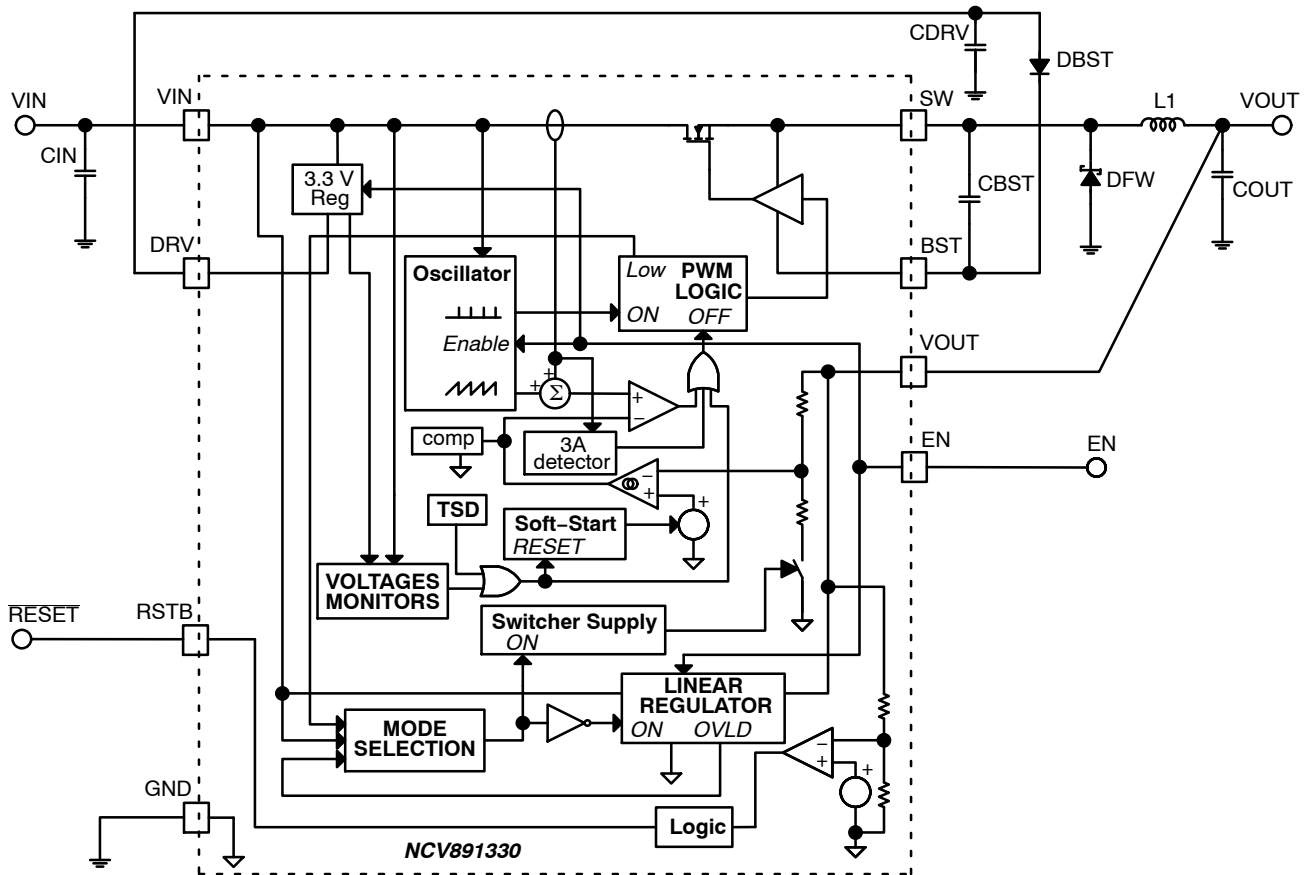 CDRV
DBST
VIN
VIN
SW
L1
VOUT
CIN
3.3 V
Reg
CBST
DFW
COUT
DRV
BST
Oscillator
Low
PWM
LOGIC
ON
OFF
Enable
VOUT
+
+
Σ
+
−
comp
3A
detector
EN
EN
−
+
+
TSD
Soft−Start
RESET
VOLTAGES
MONITORS
RESET
RSTB
Switcher Supply
ON
LINEAR
REGULATOR
ON
OVLD
MODE
SELECTION
−
+
+
GND
Logic
NCV891330